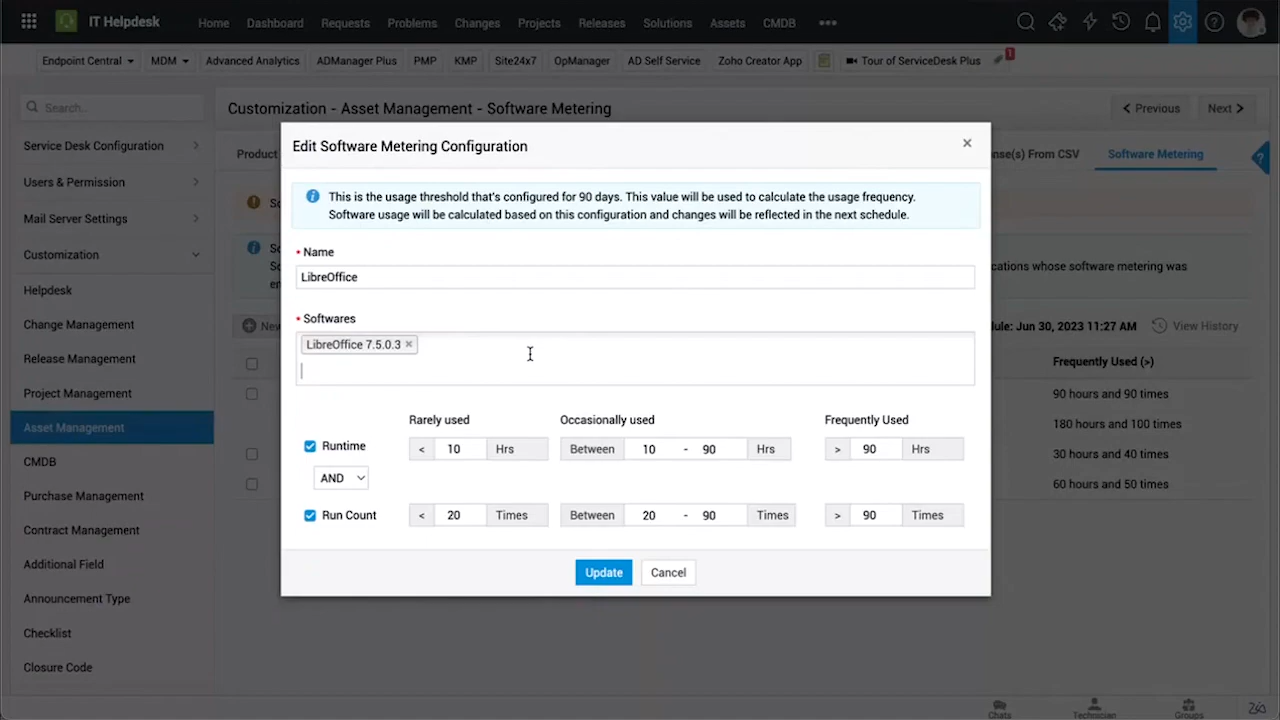 IT Helpdesk Home Dashboard Requests Problems Changes Projects Releases Solutions Assets CMDB
Endpoint Central MDM Advanced Analytics ADManager Plus PMP KMP Site24x7 OpManager AD Self Service Zoho Creator App Tour of ServiceDesk Plus 1
Search...
Customization - Asset Management - Software Metering
Previous Next
Service Desk Configuration
Users & Permission
Mail Server Settings
Customization
Helpdesk
Change Management
Release Management
Project Management
Asset Management
CMDB
Purchase Management
Contract Management
Additional Field
Announcement Type
Checklist
Closure Code
Product
nse(s) From CSV Software Metering ?
So
So
So cations whose software metering was
en
New
ule: Jun 30, 2023 11:27 AM View History
Frequently Used (>)
90 hours and 90 times
180 hours and 100 times
30 hours and 40 times
60 hours and 50 times
Edit Software Metering Configuration ×
This is the usage threshold that's configured for 90 days. This value will be used to calculate the usage frequency.
Software usage will be calculated based on this configuration and changes will be reflected in the next schedule.
* Name
LibreOffice
* Softwares
LibreOffice 7.5.0.3 ×
Rarely used Occasionally used Frequently Used
Runtime < 10 Hrs Between 10 - 90 Hrs > 90 Hrs
AND
Run Count < 20 Times Between 20 - 90 Times > 90 Times
Update Cancel
Chats Technician Groups